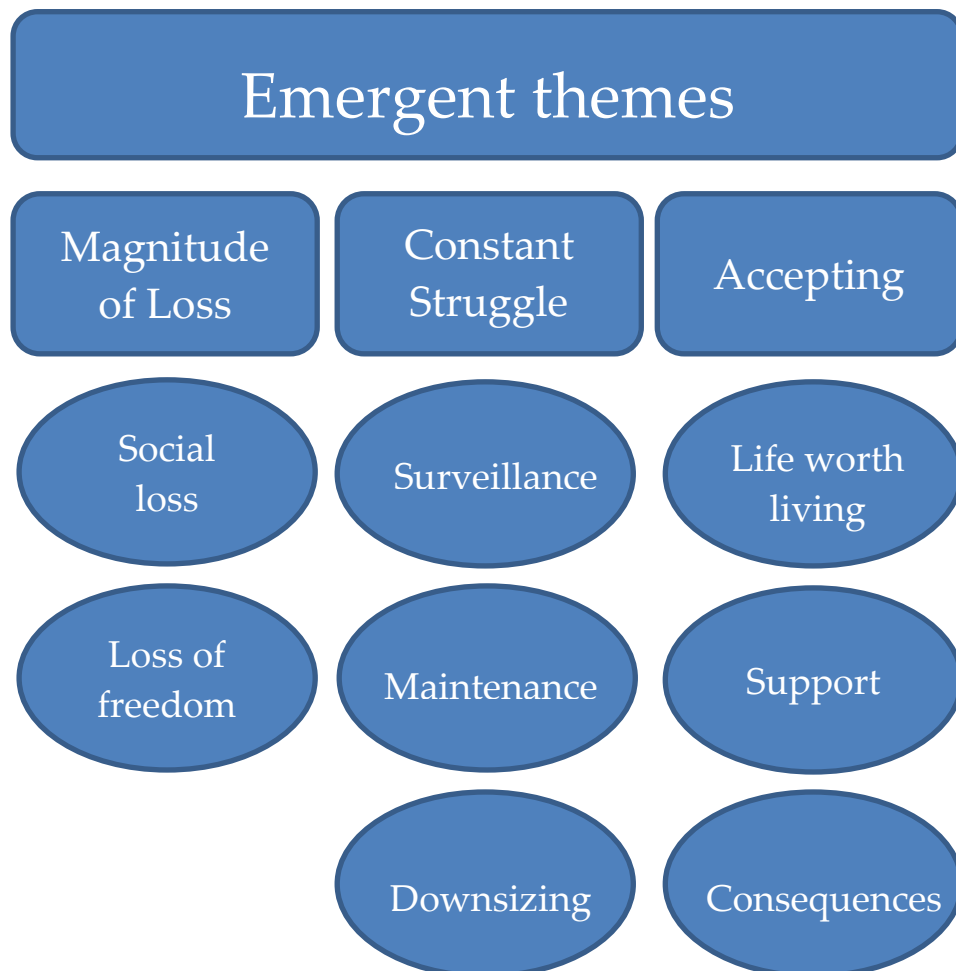 Emergent themes
Magnitude
of Loss
Constant
Struggle
Accepting
Social
loss
Surveillance
Life worth
living
Loss of
freedom
Maintenance
Support
Downsizing
Consequences